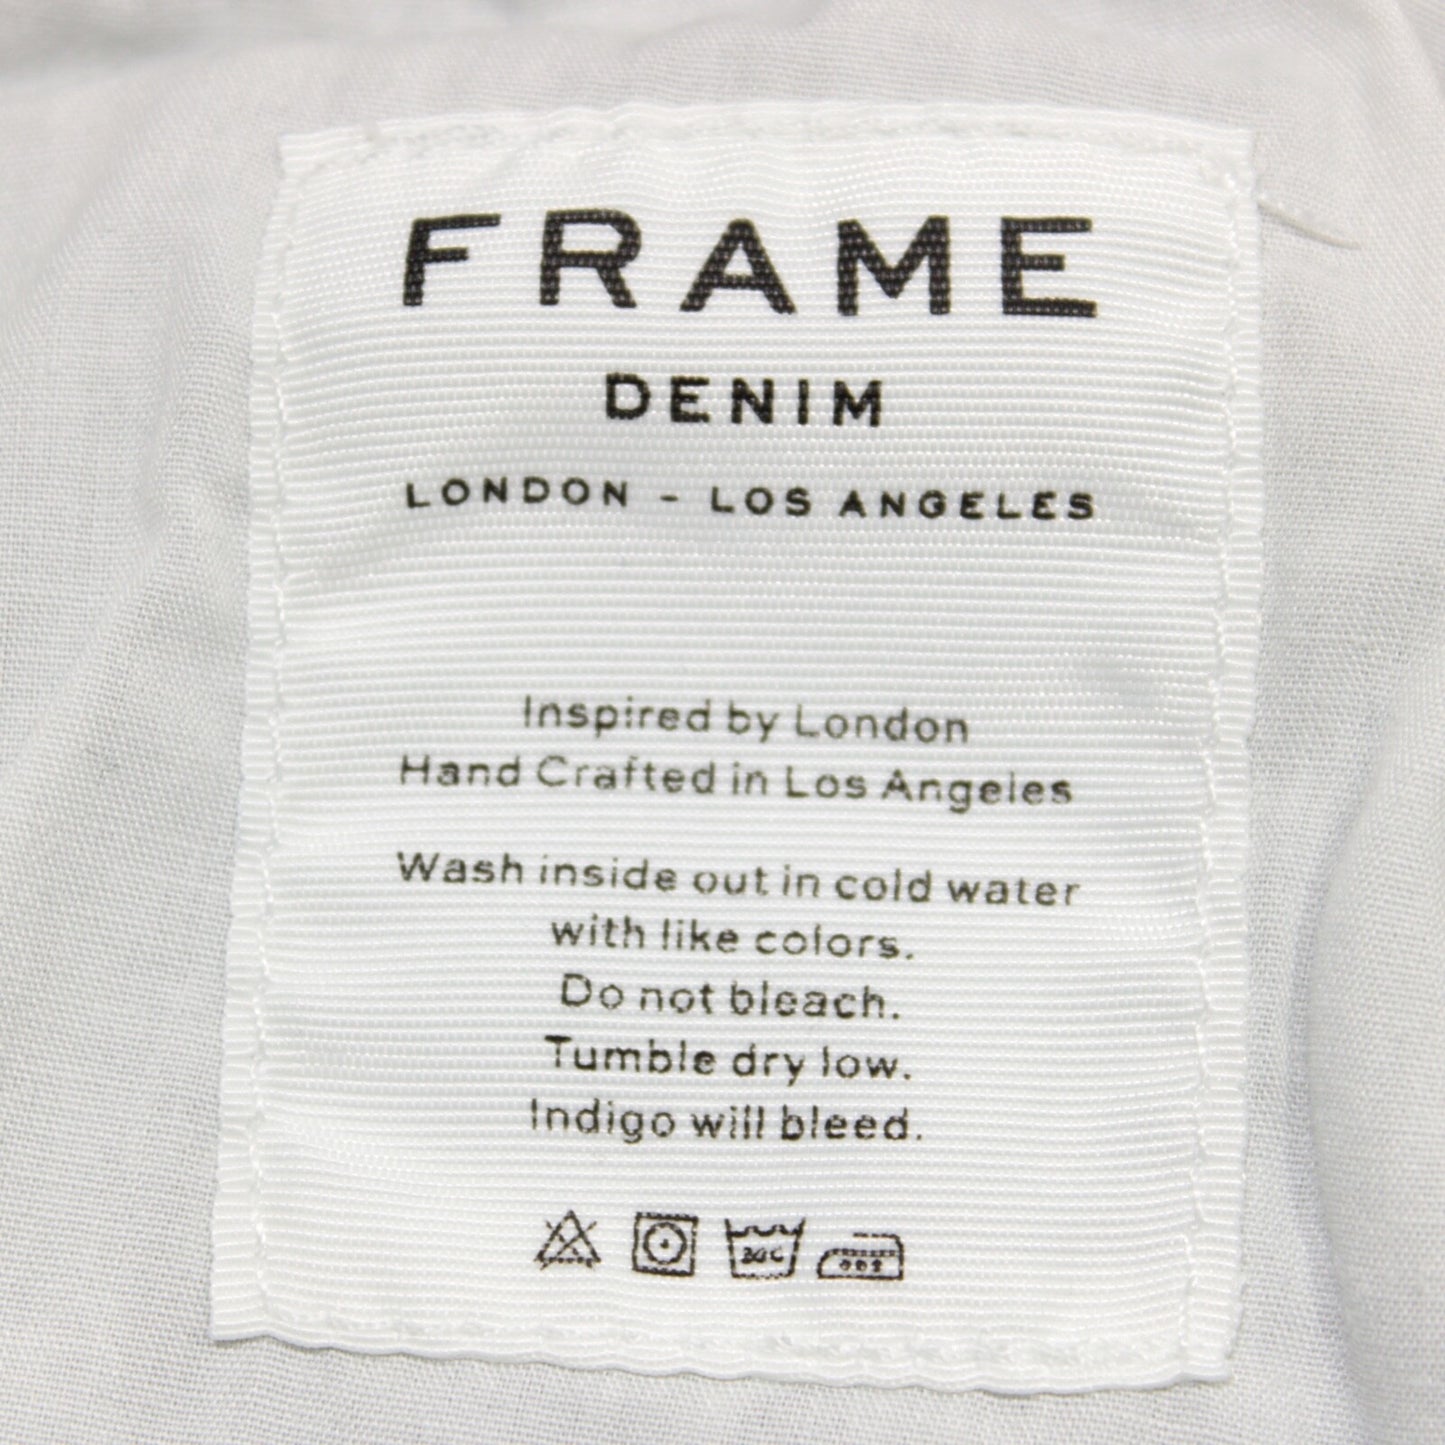 FRAME
DENIM
LONDON - LOS ANGELES
Inspired by London
Hand Crafted in Los Angeles
Wash inside out in cold water
with like colors.
Do not bleach.
Tumble dry low.
Indigo will bleed.
30C